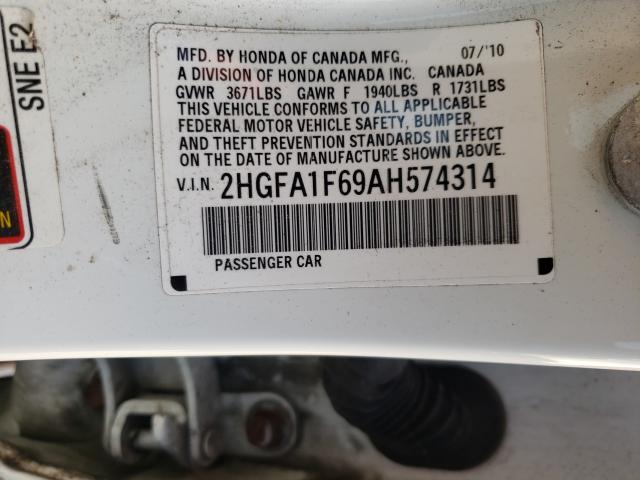 SNE E2
MFD. BY HONDA OF CANADA MFG., 07/'10
A DIVISION OF HONDA CANADA INC. CANADA
GVWR 3671LBS GAWR F 1940LBS R 1731LBS
THIS VEHICLE CONFORMS TO ALL APPLICABLE
FEDERAL MOTOR VEHICLE SAFETY, BUMPER,
AND THEFT PREVENTION STANDARDS IN EFFECT
ON THE DATE OF MANUFACTURE SHOWN ABOVE.
V.I.N. 2HGFA1F69AH574314
PASSENGER CAR